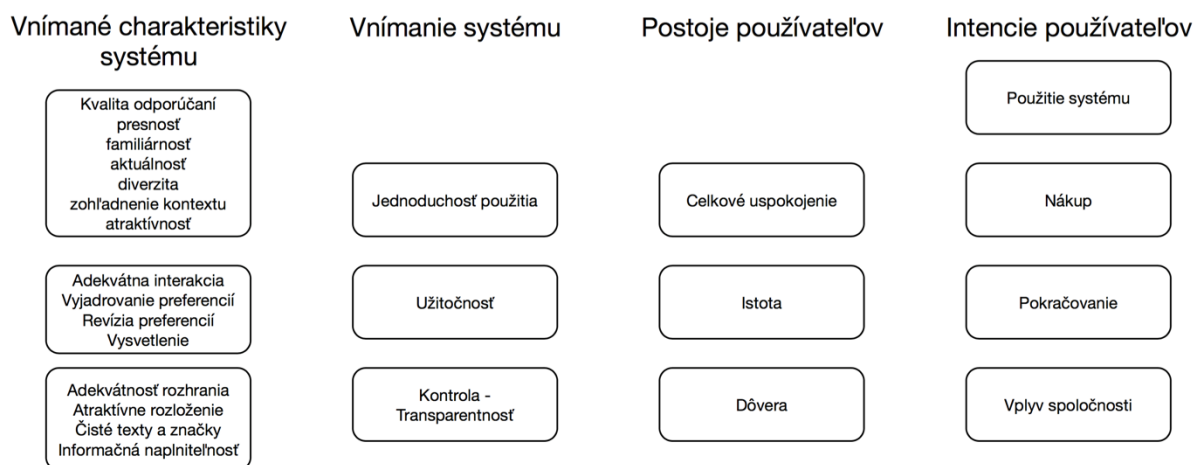 Vnímané charakteristiky
systému
Kvalita odporúčaní
presnosť
familiárnosť
aktuálnosť
diverzita
zohľadnenie kontextu
atraktívnosť
Adekvátna interakcia
Vyjadrovanie preferencií
Revízia preferencií
Vysvetlenie
Adekvátnosť rozhrania
Atraktívne rozloženie
Čisté texty a značky
Informačná naplniteľnosť
Vnímanie systému
Jednoduchosť použitia
Užitočnosť
Kontrola -
Transparentnosť
Postoje používateľov
Celkové uspokojenie
Istota
Dôvera
Intencie používateľov
Použitie systému
Nákup
Pokračovanie
Vplyv spoločnosti